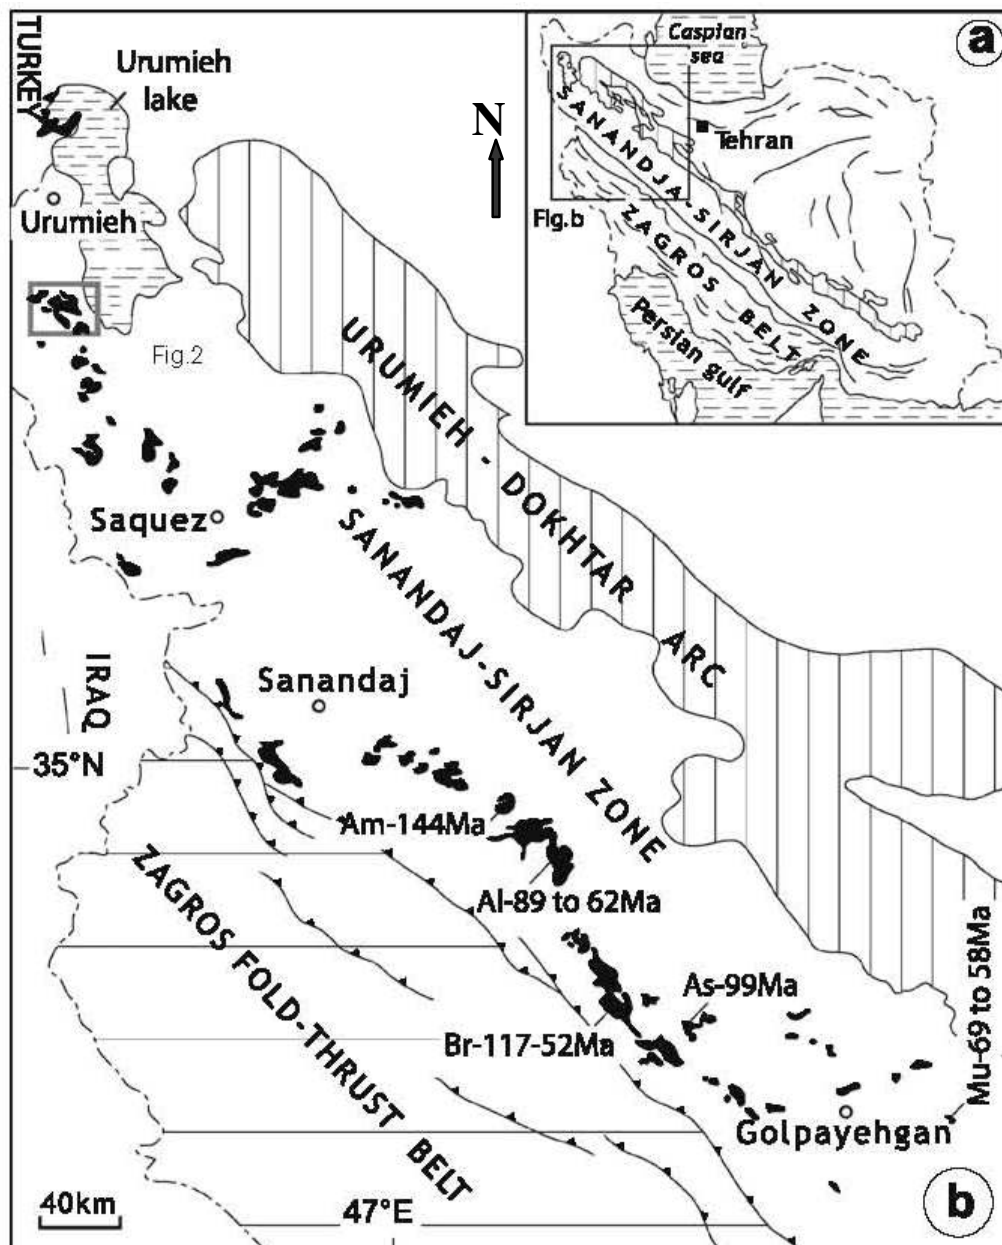 TURKEY
Urumieh
lake
Urumieh
Fig.2
N
a
Caspian
sea
Tehran
SANANDJA-SIRJAN ZONE
Fig.b
ZAGROS BELT
Persian gulf
URUMIEH - DOKHTAR ARC
Saquez
SANANDAJ-SIRJAN ZONE
IRAQ
Sanandaj
35°N
Am-144Ma
Al-89 to 62Ma
ZAGROS FOLD-THRUST BELT
As-99Ma
Br-117-52Ma
Mu-69 to 58Ma
Golpayehgan
40km
47°E
b